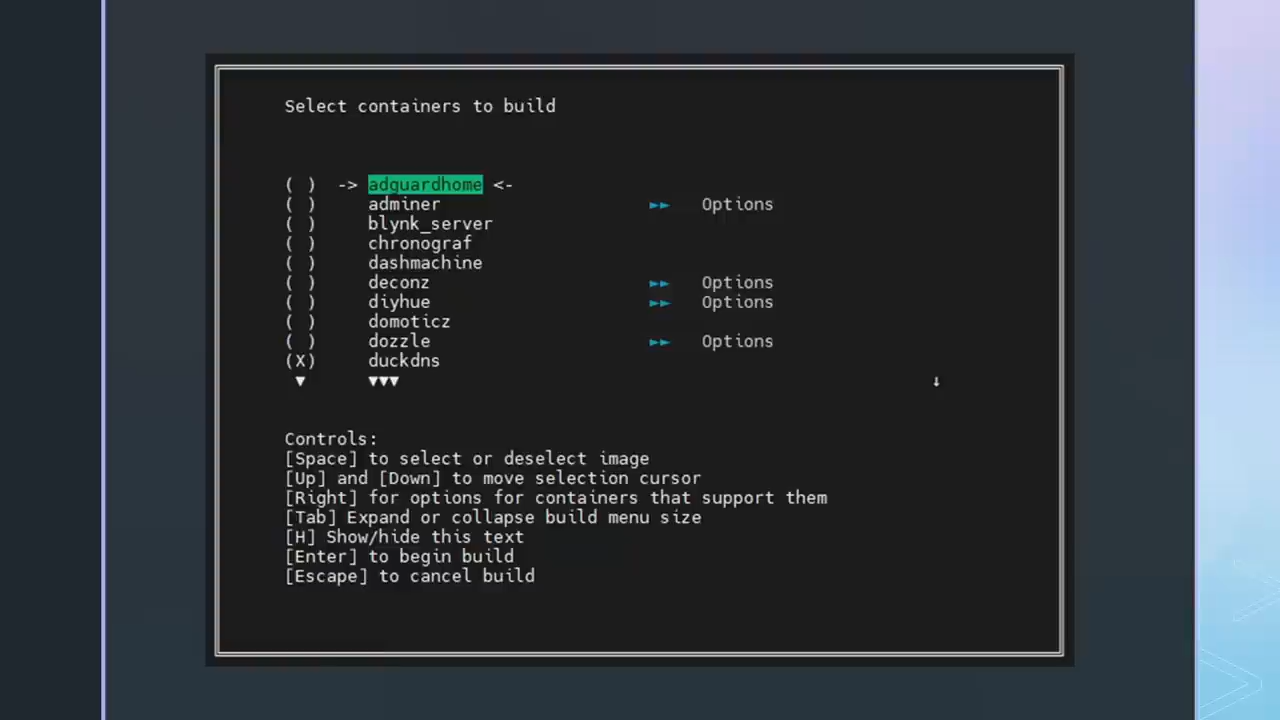 Select containers to build
( ) -> adguardhome <-
( ) adminer ►► Options
( ) blynk_server
( ) chronograf
( ) dashmachine
( ) deconz ►► Options
( ) diyhue ►► Options
( ) domoticz
( ) dozzle ►► Options
(X) duckdns
▼ ▼▼▼ ↓
Controls:
[Space] to select or deselect image
[Up] and [Down] to move selection cursor
[Right] for options for containers that support them
[Tab] Expand or collapse build menu size
[H] Show/hide this text
[Enter] to begin build
[Escape] to cancel build